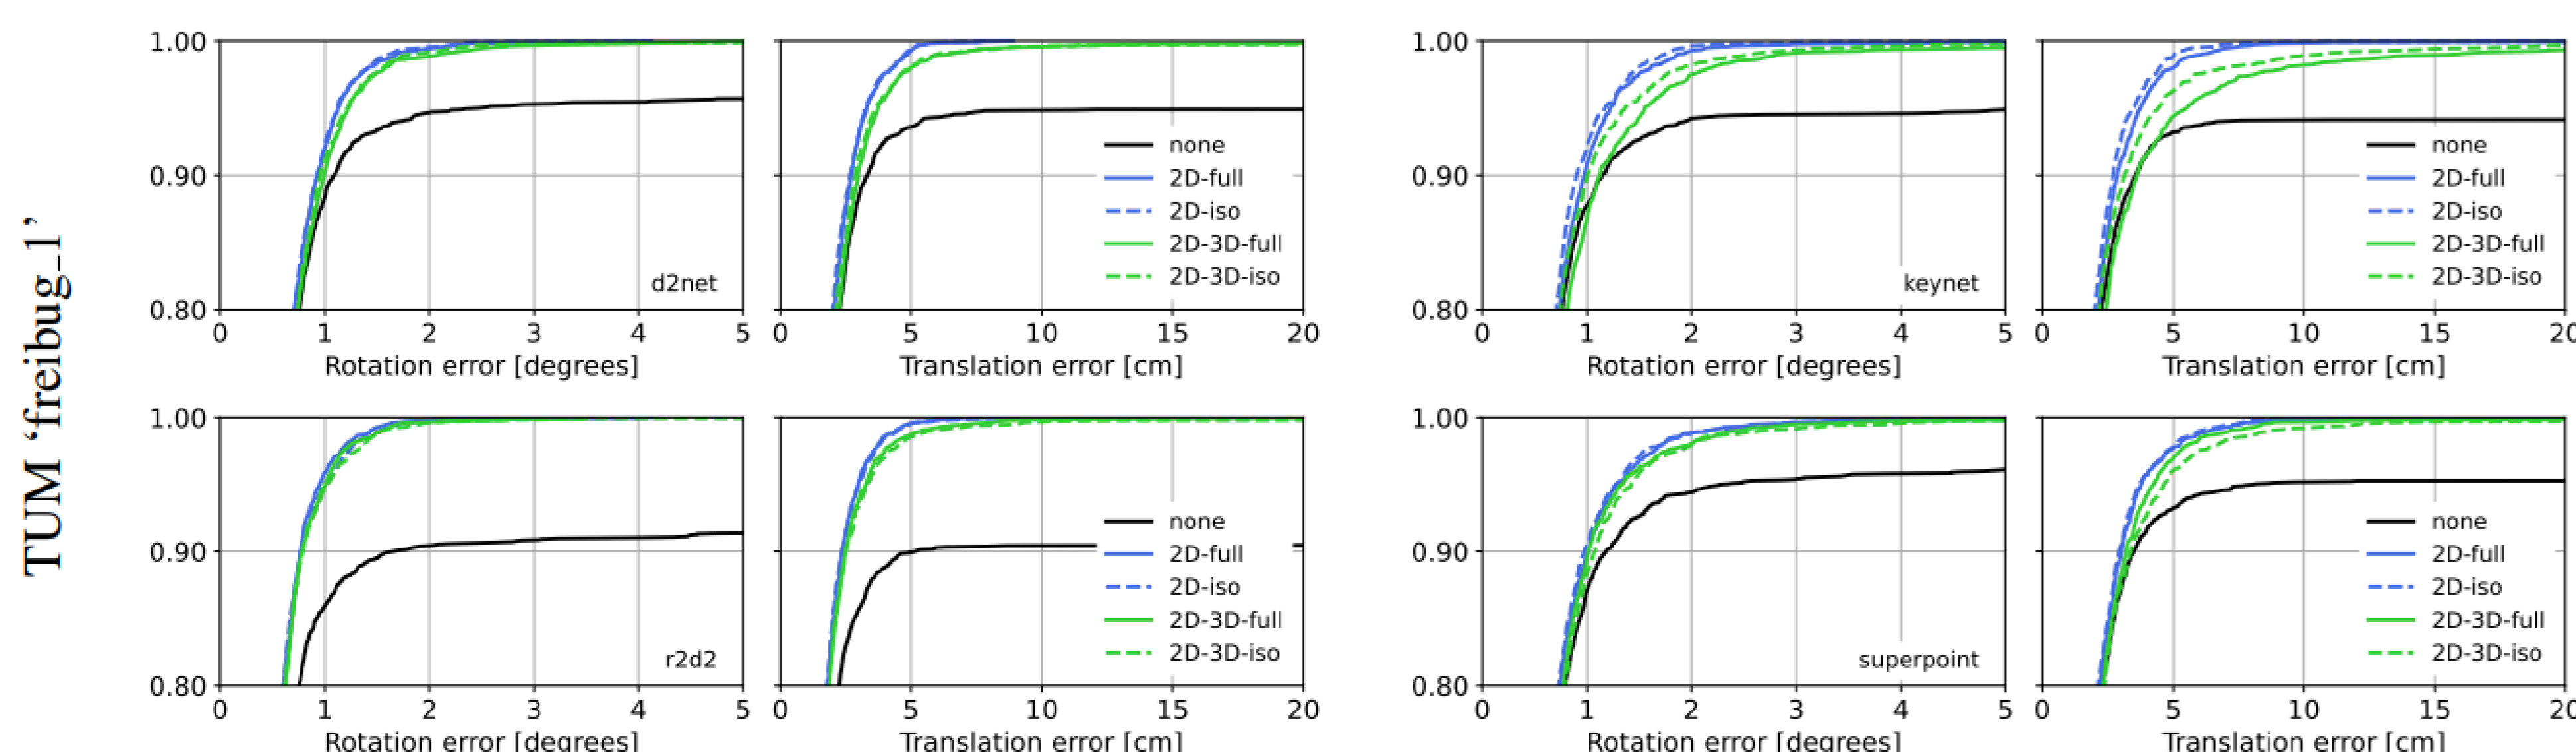 TUM ‘freibug_1’
1.00
0.90
0.80
0 1 2 3 4 5
Rotation error [degrees]
d2net
0 5 10 15 20
Translation error [cm]
none
2D-full
2D-iso
2D-3D-full
2D-3D-iso
1.00
0.90
0.80
0 1 2 3 4 5
Rotation error [degrees]
keynet
0 5 10 15 20
Translation error [cm]
none
2D-full
2D-iso
2D-3D-full
2D-3D-iso
1.00
0.90
0.80
0 1 2 3 4 5
Rotation error [degrees]
r2d2
0 5 10 15 20
Translation error [cm]
none
2D-full
2D-iso
2D-3D-full
2D-3D-iso
1.00
0.90
0.80
0 1 2 3 4 5
Rotation error [degrees]
superpoint
0 5 10 15 20
Translation error [cm]
none
2D-full
2D-iso
2D-3D-full
2D-3D-iso